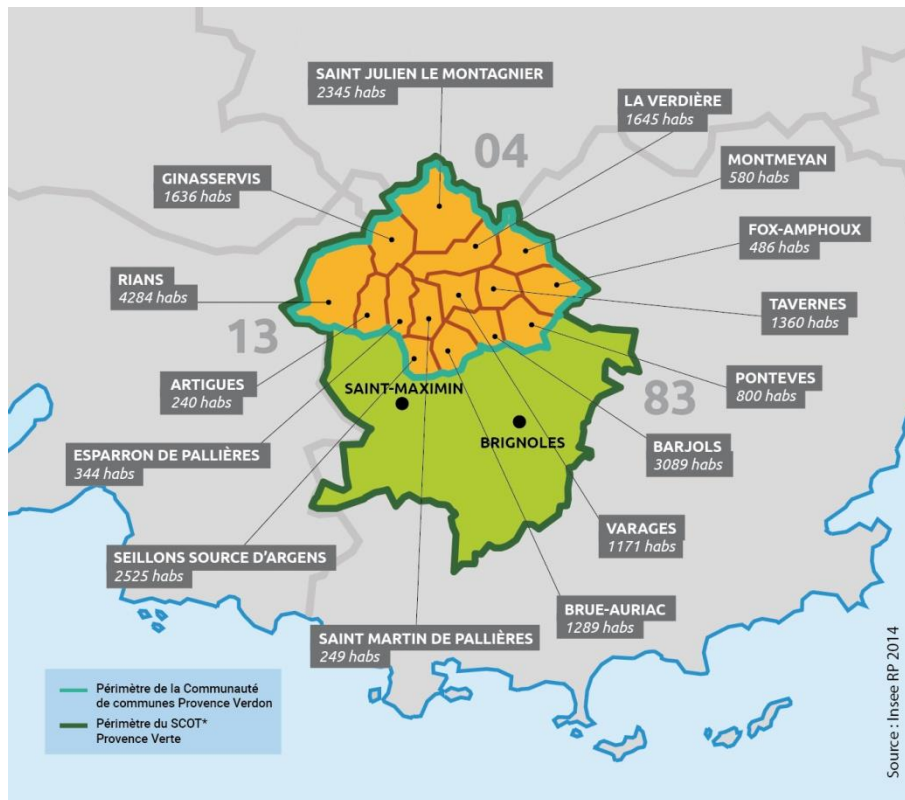 SAINT JULIEN LE MONTAGNIER
2345 habs
LA VERDIÈRE
1645 habs
04
MONTMEYAN
580 habs
GINASSERVIS
1636 habs
FOX-AMPHOUX
486 habs
RIANS
4284 habs
TAVERNES
1360 habs
13
ARTIGUES
240 habs
SAINT-MAXIMIN
PONTEVES
800 habs
83
BRIGNOLES
BARJOLS
3089 habs
ESPARRON DE PALLIÈRES
344 habs
VARAGES
1171 habs
SEILLONS SOURCE D'ARGENS
2525 habs
BRUE-AURIAC
1289 habs
SAINT MARTIN DE PALLIÈRES
249 habs
Périmètre de la Communauté
de communes Provence Verdon
Périmètre du SCOT*
Provence Verte
Source : Insee RP 2014